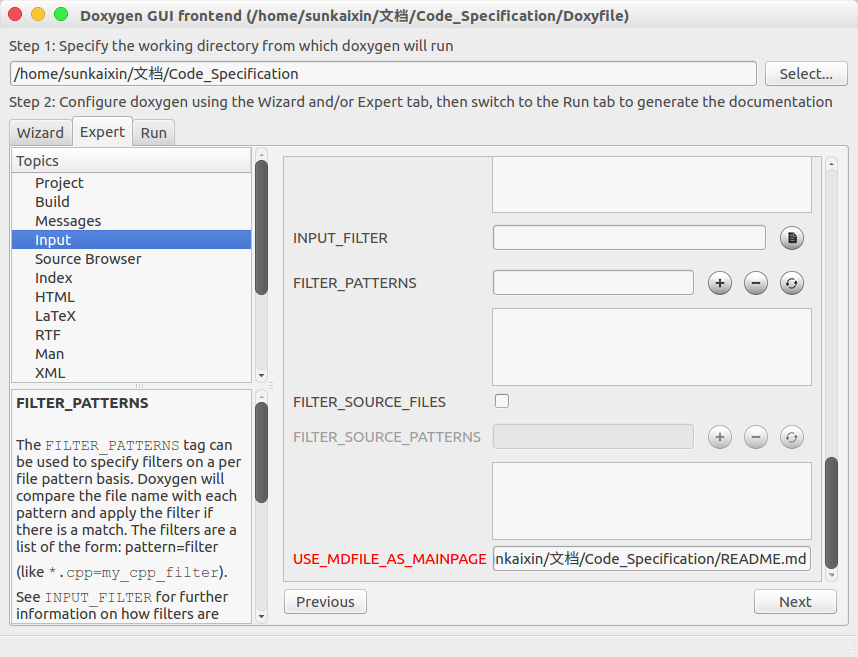 Doxygen GUI frontend (/home/sunkaixin/文档/Code_Specification/Doxyfile)
Step 1: Specify the working directory from which doxygen will run
/home/sunkaixin/文档/Code_Specification
Select...
Step 2: Configure doxygen using the Wizard and/or Expert tab, then switch to the Run tab to generate the documentation
Wizard
Expert
Run
Topics
Project
Build
Messages
Input
Source Browser
Index
HTML
LaTeX
RTF
Man
XML
FILTER_PATTERNS
The FILTER_PATTERNS tag can
be used to specify filters on a per
file pattern basis. Doxygen will
compare the file name with each
pattern and apply the filter if
there is a match. The filters are a
list of the form: pattern=filter
(like *.cpp=my_cpp_filter).
See INPUT_FILTER for further
information on how filters are
INPUT_FILTER
FILTER_PATTERNS
FILTER_SOURCE_FILES
FILTER_SOURCE_PATTERNS
USE_MDFILE_AS_MAINPAGE
nkaixin/文档/Code_Specification/README.md
Previous
Next